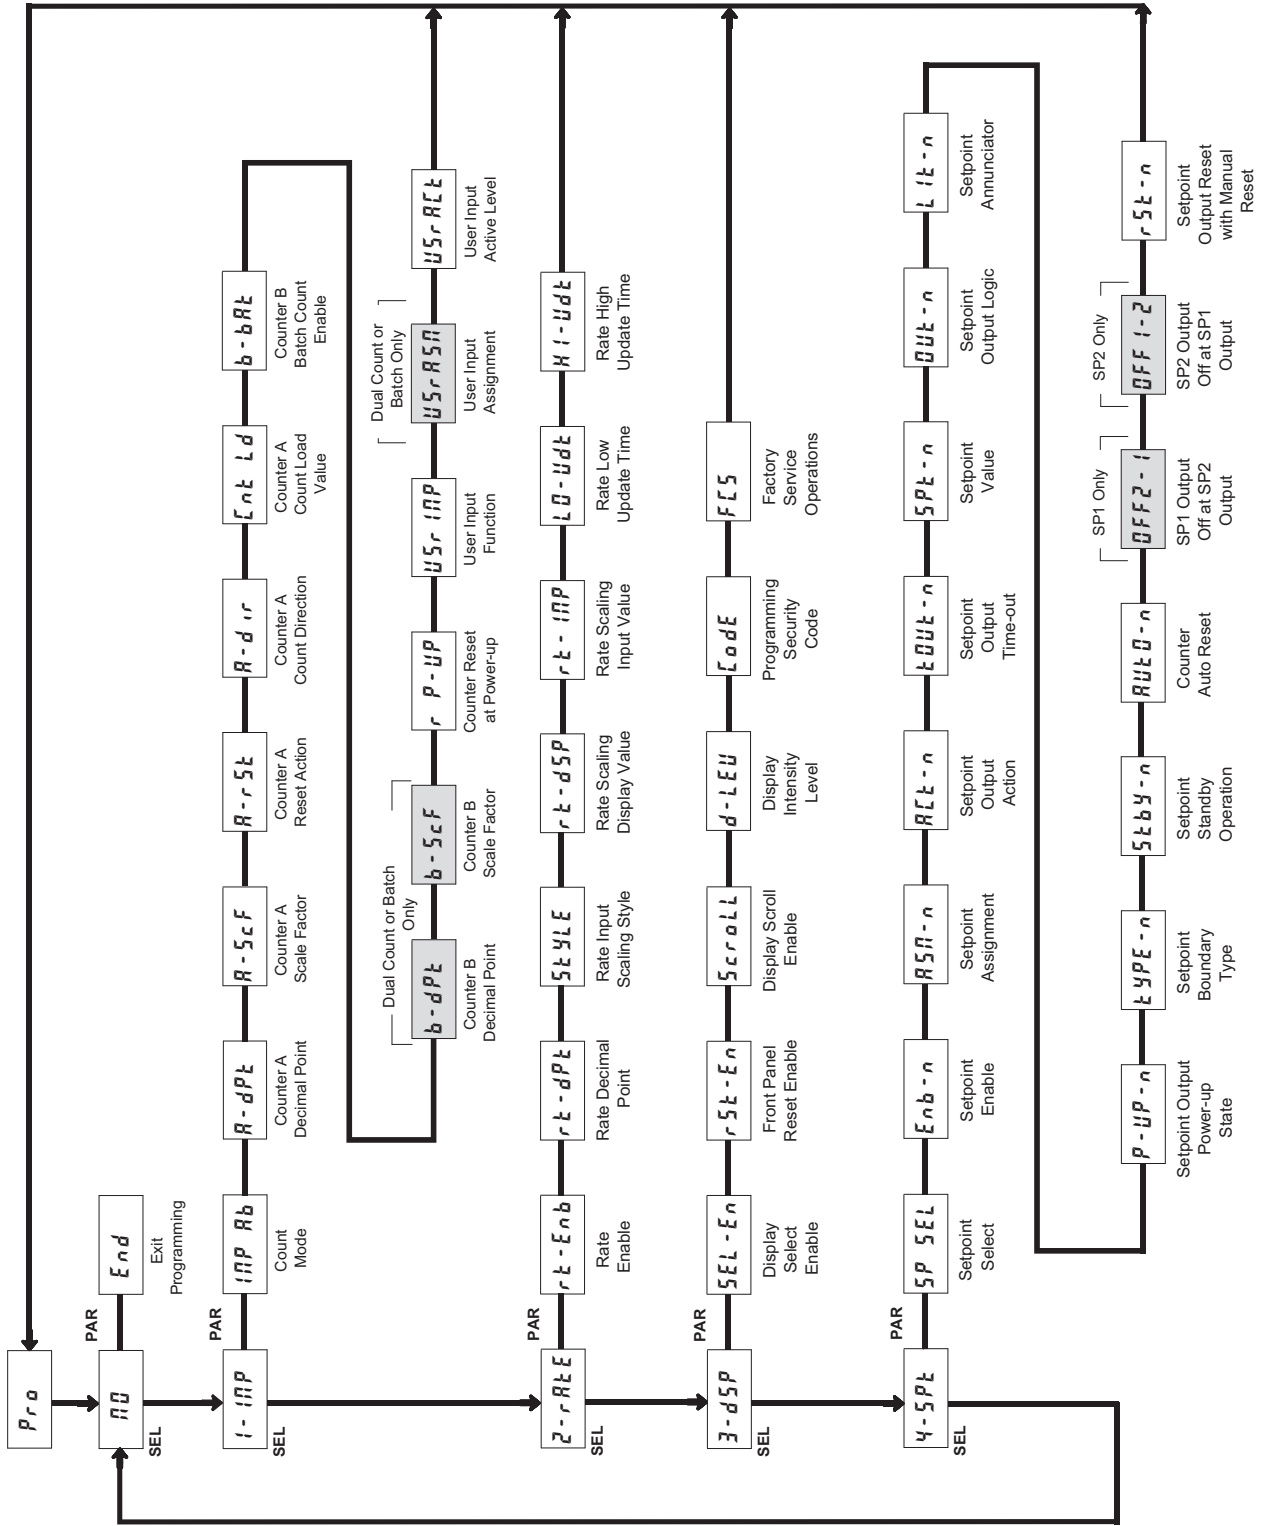 Pro
NO
SEL
PAR
End
Exit
Programming
1-INP
SEL
PAR
INP Ab
Count
Mode
A-dPt
Counter A
Decimal Point
A-ScF
Counter A
Scale Factor
A-rSt
Counter A
Reset Action
A-dir
Counter A
Count Direction
Cnt Ld
Counter A
Count Load
Value
b-bAt
Counter B
Batch Count
Enable
Dual Count or Batch
Only
b-dPt
Counter B
Decimal Point
b-ScF
Counter B
Scale Factor
r P-UP
Counter Reset
at Power-up
USr INP
User Input
Function
Dual Count or
Batch Only
USrASN
User Input
Assignment
USrACt
User Input
Active Level
2-rAtE
SEL
PAR
rt-Enb
Rate
Enable
rt-dPt
Rate Decimal
Point
StYLE
Rate Input
Scaling Style
rt-dSP
Rate Scaling
Display Value
rt-INP
Rate Scaling
Input Value
LO-Udt
Rate Low
Update Time
HI-Udt
Rate High
Update Time
3-dSP
SEL
PAR
SEL-En
Display
Select
Enable
rSt-En
Front Panel
Reset Enable
ScroLL
Display Scroll
Enable
d-LEV
Display
Intensity
Level
CodE
Programming
Security
Code
FCS
Factory
Service
Operations
4-SPt
SEL
PAR
SP SEL
Setpoint
Select
Enb-n
Setpoint
Enable
ASN-n
Setpoint
Assignment
ACt-n
Setpoint
Output
Action
tOUt-n
Setpoint
Output
Time-out
SPt-n
Setpoint
Value
OUt-n
Setpoint
Output Logic
LIt-n
Setpoint
Annunciator
P-UP-n
Setpoint Output
Power-up
State
tYPE-n
Setpoint
Boundary
Type
Stby-n
Setpoint
Standby
Operation
AUtO-n
Counter
Auto Reset
SP1 Only
OFF2-1
SP1 Output
Off at SP2
Output
SP2 Only
OFF1-2
SP2 Output
Off at SP1
Output
rSt-n
Setpoint
Output Reset
with Manual
Reset